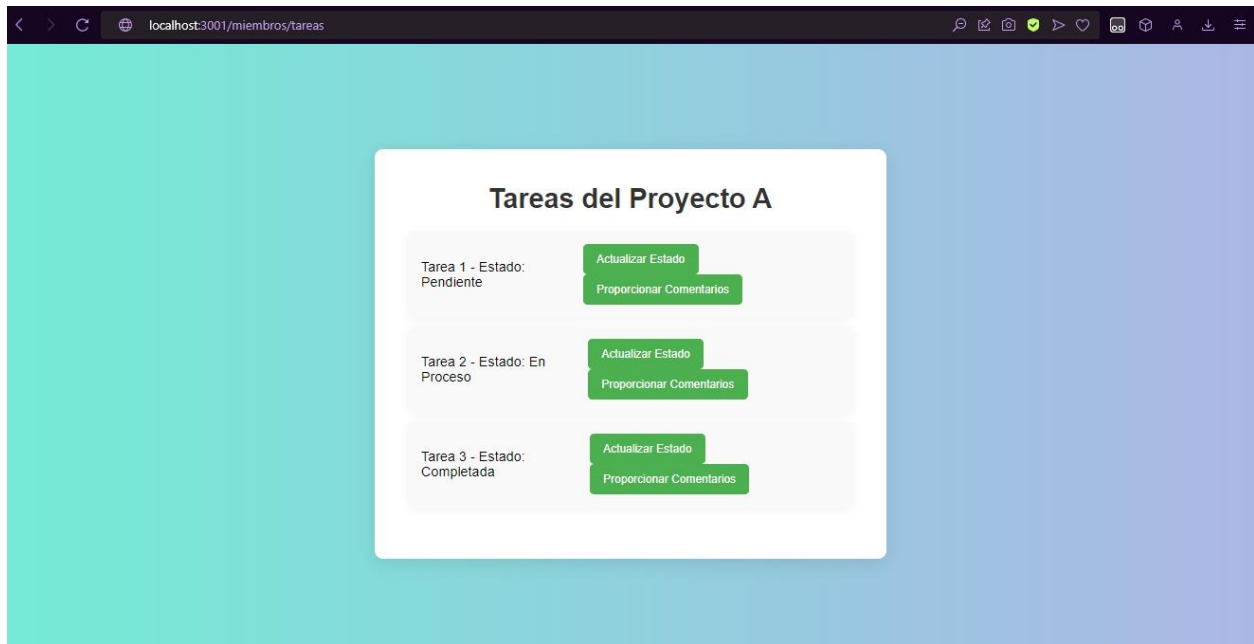 localhost:3001/miembros/tareas
Tareas del Proyecto A
Tarea 1 - Estado:
Pendiente
Actualizar Estado
Proporcionar Comentarios
Tarea 2 - Estado: En
Proceso
Actualizar Estado
Proporcionar Comentarios
Tarea 3 - Estado:
Completada
Actualizar Estado
Proporcionar Comentarios